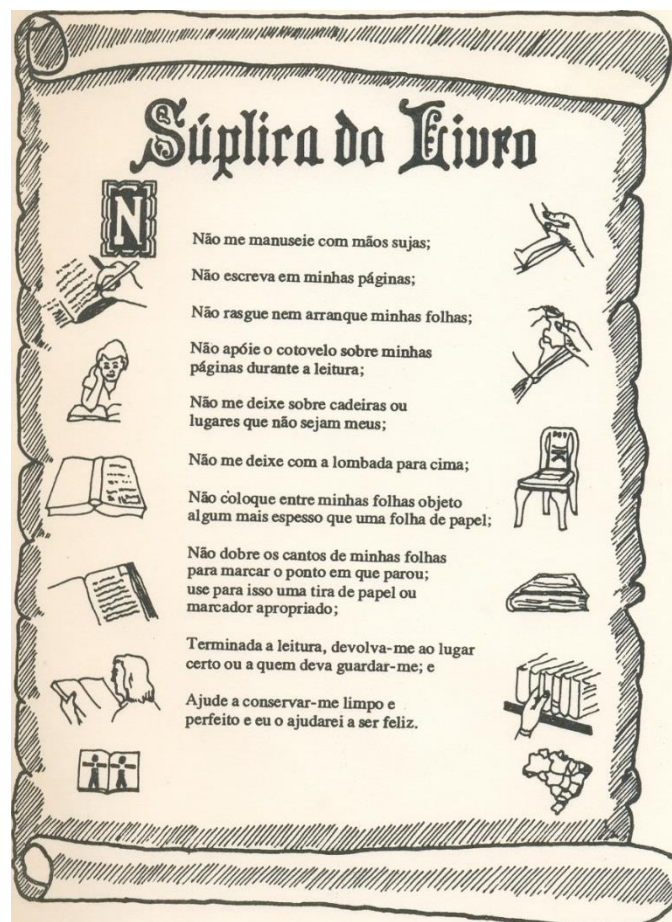 Súplica do Livro
N
Não me manuseie com mãos sujas;
Não escreva em minhas páginas;
Não rasgue nem arranque minhas folhas;
Não apóie o cotovelo sobre minhas
páginas durante a leitura;
Não me deixe sobre cadeiras ou
lugares que não sejam meus;
Não me deixe com a lombada para cima;
Não coloque entre minhas folhas objeto
algum mais espesso que uma folha de papel;
Não dobre os cantos de minhas folhas
para marcar o ponto em que parou;
use para isso uma tira de papel ou
marcador apropriado;
Terminada a leitura, devolva-me ao lugar
certo ou a quem deva guardar-me; e
Ajude a conservar-me limpo e
perfeito e eu o ajudarei a ser feliz.